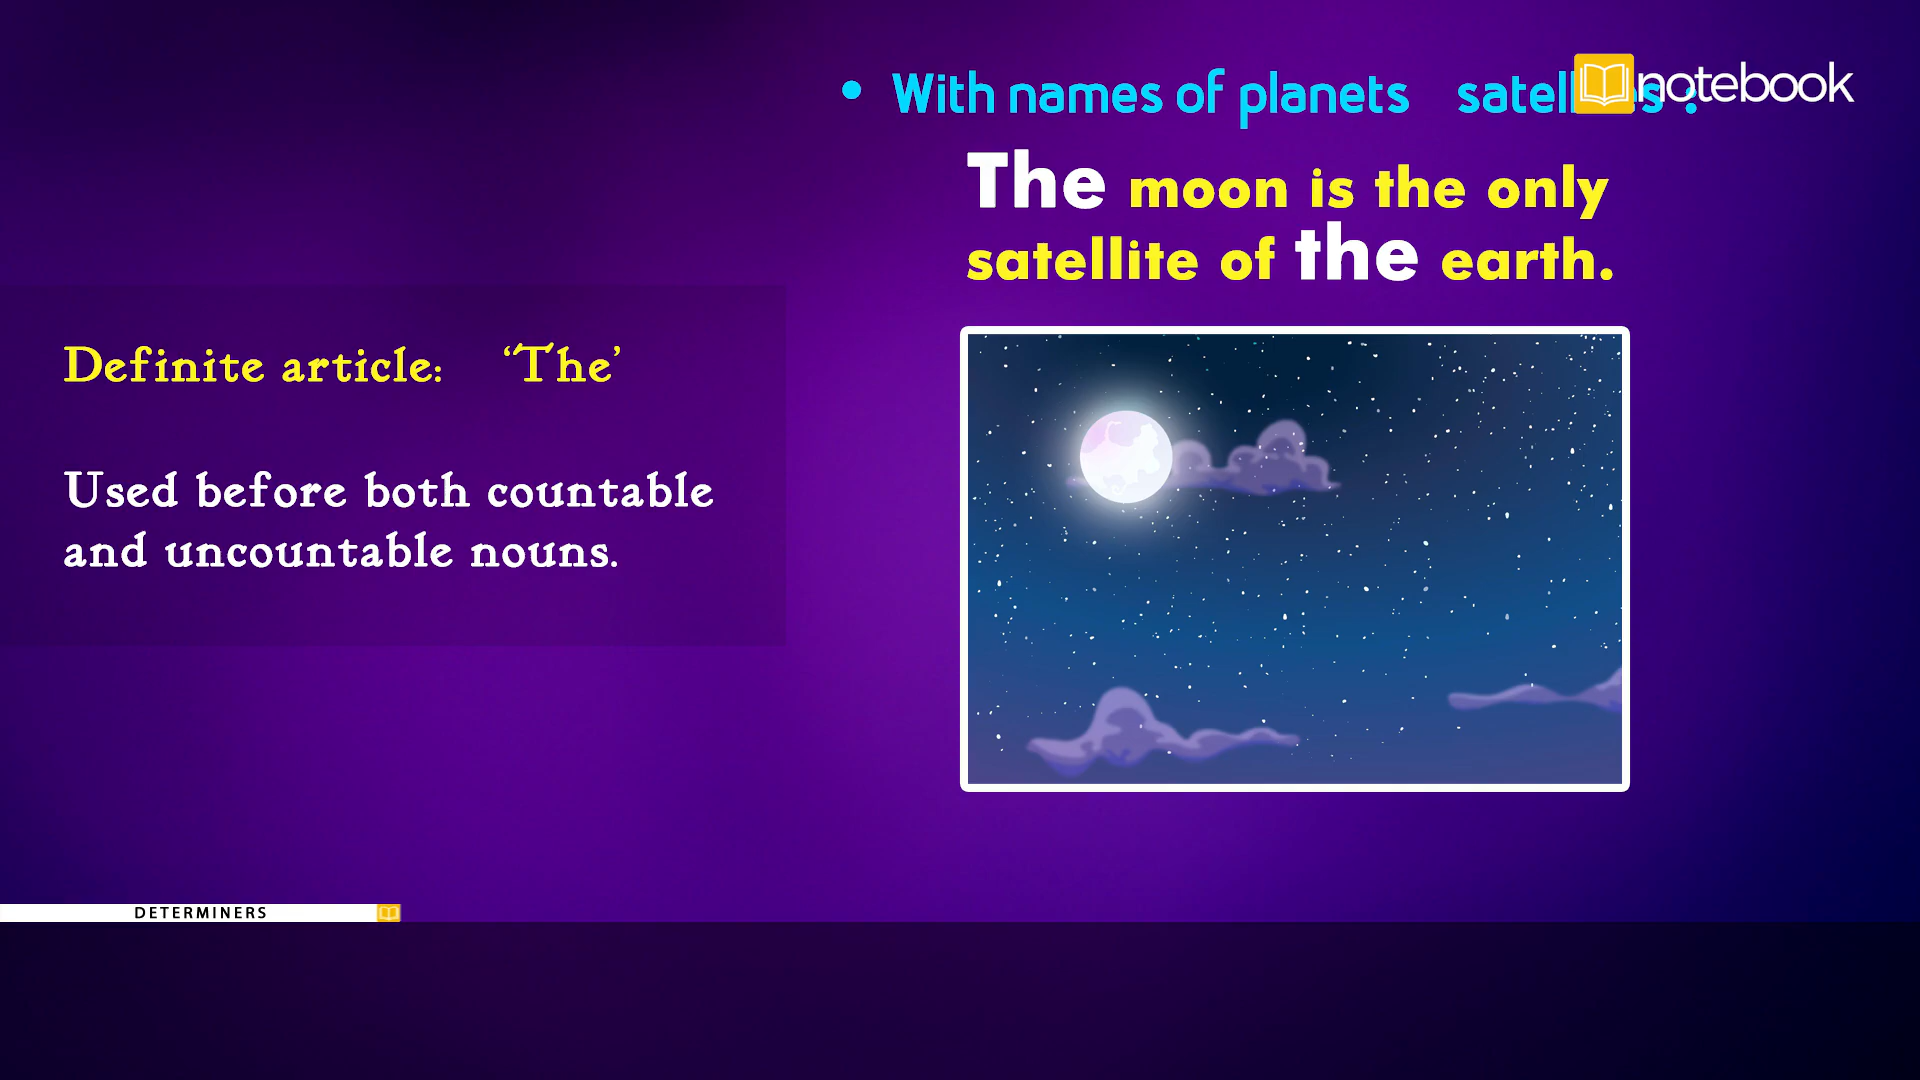 • With names of planets satell s :
notebook
The moon is the only
satellite of the earth.
Definite article: ‘The’
Used before both countable
and uncountable nouns.
DETERMINERS